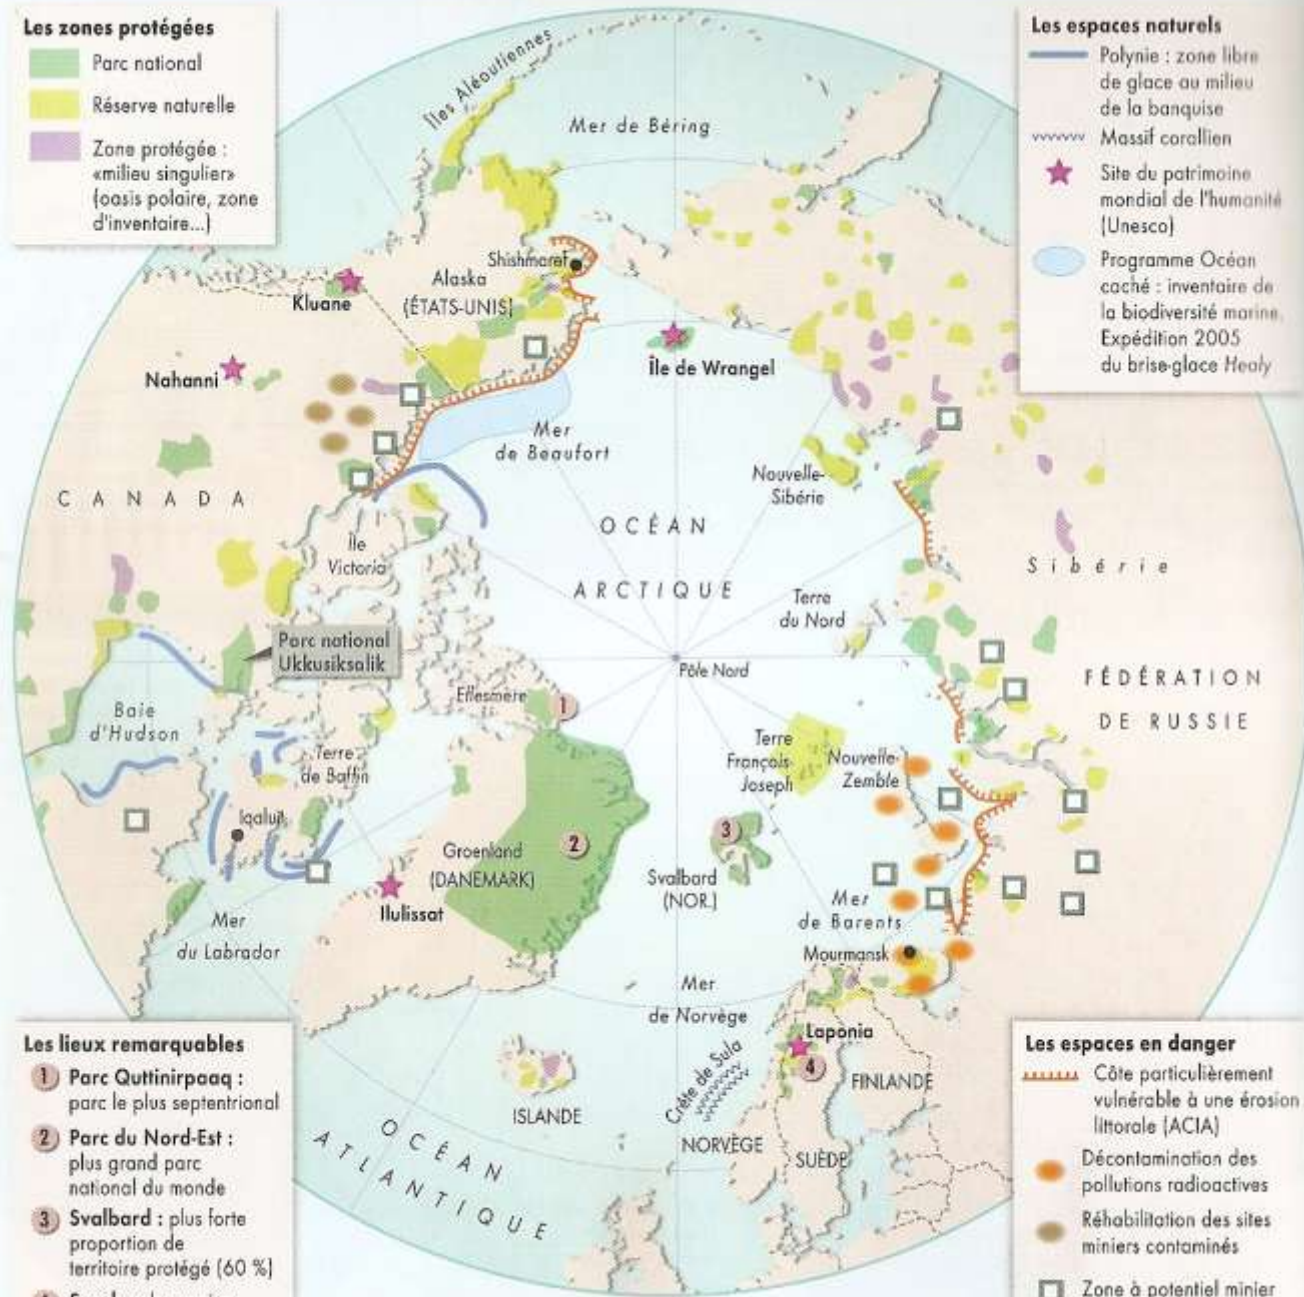 Les zones protégées
Parc national
Réserve naturelle
Zone protégée :
«milieu singulier»
(oasis polaire, zone
d'inventaire...)
Les espaces naturels
Polynie : zone libre
de glace au milieu
de la banquise
Massif corallien
Site du patrimoine
mondial de l'humanité
(Unesco)
Programme Océan
caché : inventaire de
la biodiversité marine.
Expédition 2005
du brise-glace Healy
Îles Aléoutiennes
Mer de Béring
Shishmaref
Alaska
(ÉTATS-UNIS)
Kluane
Nahanni
Île de Wrangel
Mer
de Beaufort
Nouvelle-
Sibérie
CANADA
OCÉAN
ARCTIQUE
Île
Victoria
Sibérie
Terre
du Nord
Parc national
Ukkusiksalik
Pôle Nord
FÉDÉRATION
DE RUSSIE
Baie
d'Hudson
Ellesmère
1
Terre
de Baffin
Terre
François-
Joseph
Nouvelle-
Zemble
Iqaluit
Groenland
(DANEMARK)
2
3
Svalbard
(NOR.)
Ilulissat
Mer
de Barents
Mer
du Labrador
Mourmansk
Mer
de Norvège
Laponia
4
Crête de Sula
FINLANDE
ISLANDE
NORVÈGE
SUÈDE
OCÉAN
ATLANTIQUE
Les lieux remarquables
1 Parc Quttinirpaaq :
parc le plus septentrional
2 Parc du Nord-Est :
plus grand parc
national du monde
3 Svalbard : plus forte
proportion de
territoire protégé (60 %)
Les espaces en danger
Côte particulièrement
vulnérable à une érosion
littorale (ACIA)
Décontamination des
pollutions radioactives
Réhabilitation des sites
miniers contaminés
Zone à potentiel minier